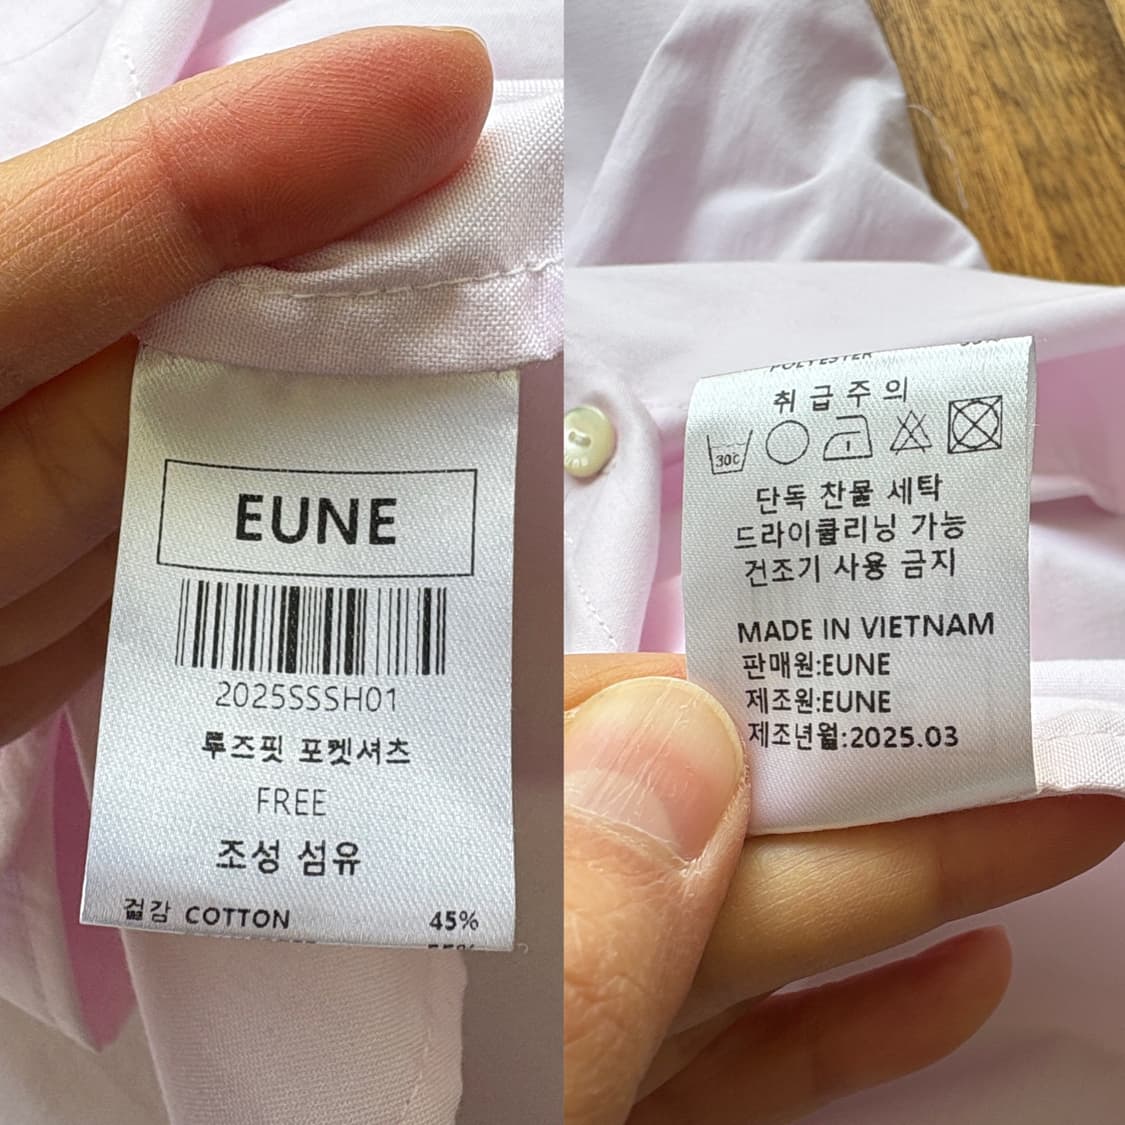 EUNE
2025SSSH01
루즈핏 포켓셔츠
FREE
조성 섬유
겉감 COTTON 45%
55%
POLYESTER 55%
취급주의
30c
단독 찬물 세탁
드라이클리닝 가능
건조기 사용 금지
MADE IN VIETNAM
판매원:EUNE
제조원:EUNE
제조년월:2025.03